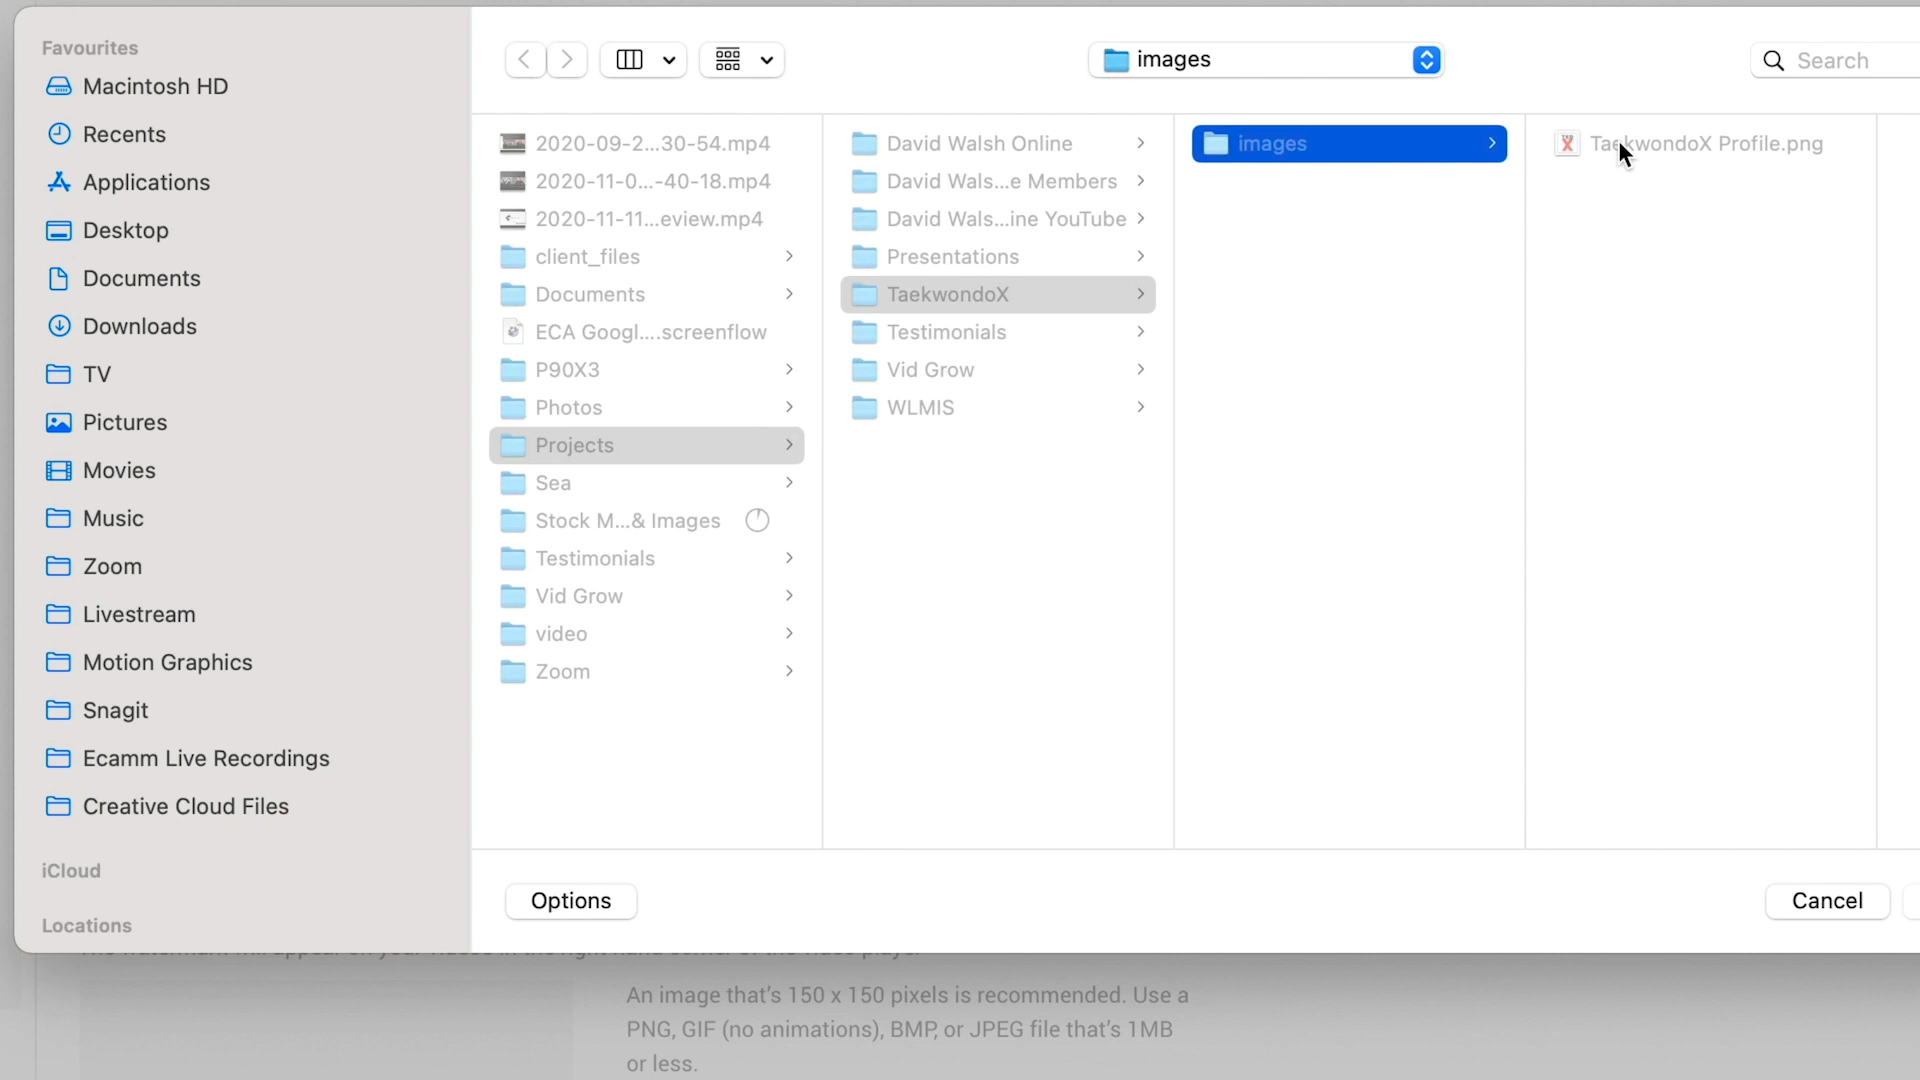 Favourites
Macintosh HD
Recents
Applications
Desktop
Documents
Downloads
TV
Pictures
Movies
Music
Zoom
Livestream
Motion Graphics
Snagit
Ecamm Live Recordings
Creative Cloud Files
iCloud
Locations
images
Search
2020-09-2...30-54.mp4
2020-11-0...-40-18.mp4
2020-11-11...eview.mp4
client_files
Documents
ECA Googl....screenflow
P90X3
Photos
Projects
Sea
Stock M...& Images
Testimonials
Vid Grow
video
Zoom
David Walsh Online
David Wals...e Members
David Wals...ine YouTube
Presentations
TaekwondoX
Testimonials
Vid Grow
WLMIS
images
TaekwondoX Profile.png
Options
Cancel
An image that's 150 x 150 pixels is recommended. Use a
PNG, GIF (no animations), BMP, or JPEG file that's 1MB
or less.